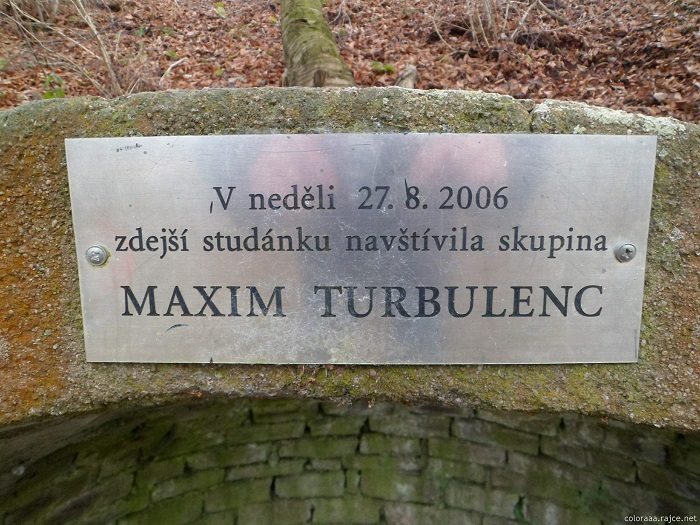 V neděli 27. 8. 2006
zdejší studánku navštívila skupina
MAXIM TURBULENC
coloraaa.rajce.net